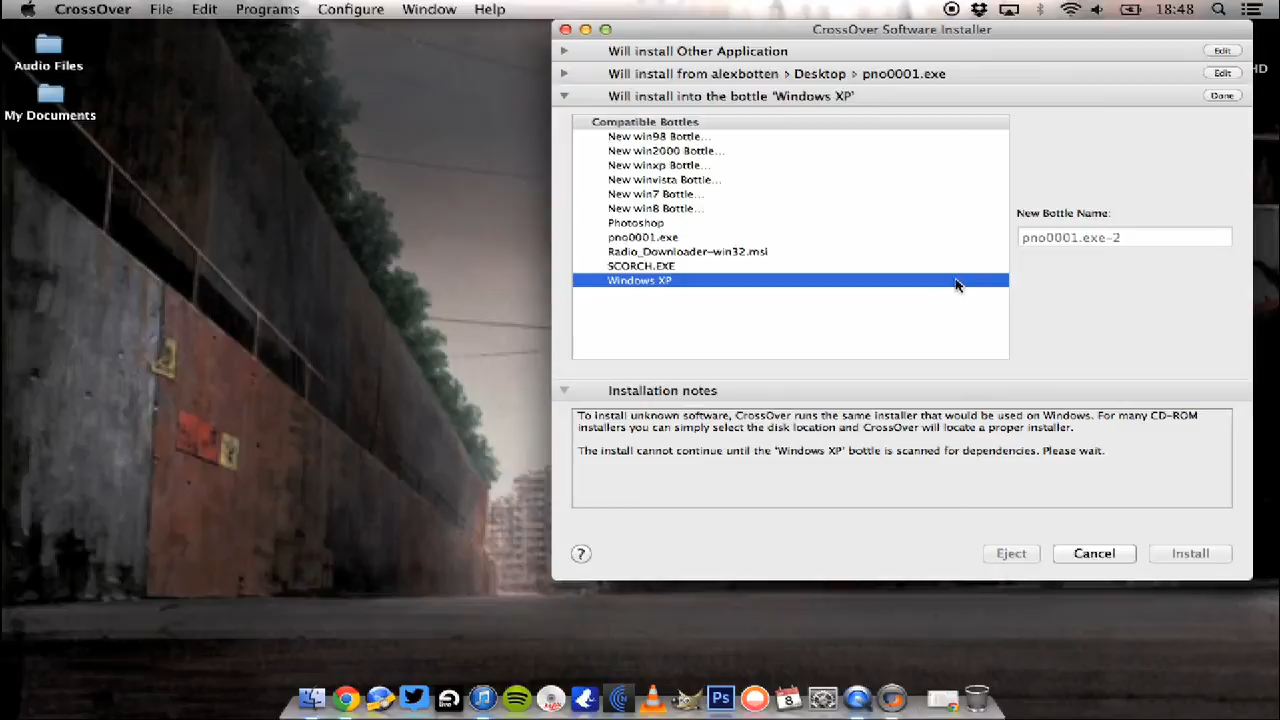 CrossOver File Edit Programs Configure Window Help 18:48
CrossOver Software Installer
Will install Other Application Edit
Will install from alexbotten › Desktop › pno0001.exe Edit
Will install into the bottle 'Windows XP' Done
Audio Files
My Documents
HD
Compatible Bottles
New win98 Bottle...
New win2000 Bottle...
New winxp Bottle...
New winvista Bottle...
New win7 Bottle...
New win8 Bottle...
Photoshop
pno0001.exe
Radio_Downloader-win32.msi
SCORCH.EXE
Windows XP
New Bottle Name:
pno0001.exe-2
Installation notes
To install unknown software, CrossOver runs the same installer that would be used on Windows. For many CD-ROM
installers you can simply select the disk location and CrossOver will locate a proper installer.
The install cannot continue until the 'Windows XP' bottle is scanned for dependencies. Please wait.
? Eject Cancel Install
Ps